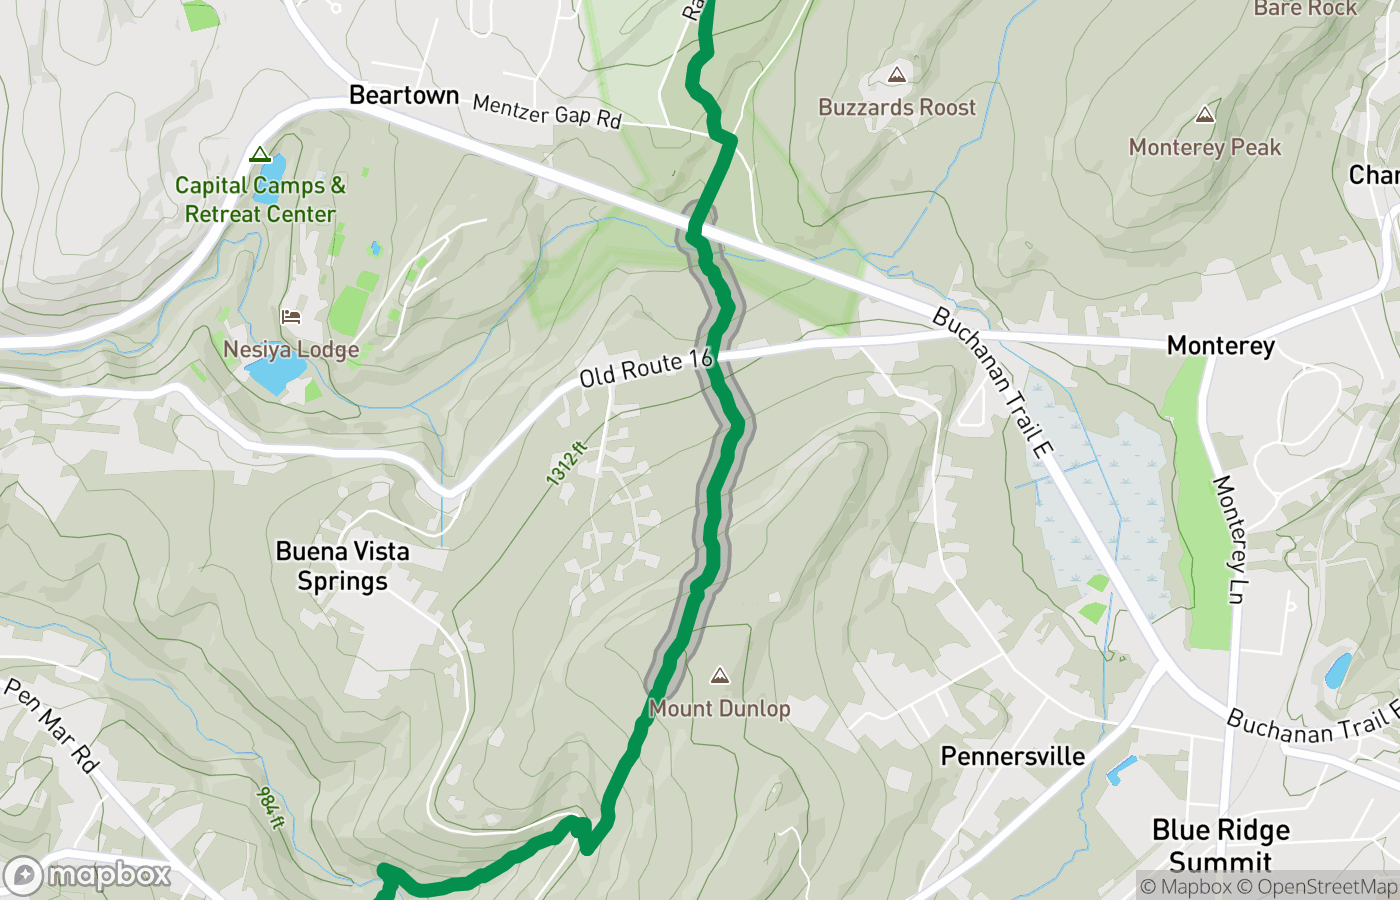 Ra
Bare Rock
Beartown
Mentzer Gap Rd
Buzzards Roost
Monterey Peak
Char
Capital Camps &
Retreat Center
Buchanan Trail E
Monterey
Nesiya Lodge
Old Route 16
1312 ft
Monterey Ln
Buena Vista
Springs
Pen Mar Rd
Mount Dunlop
Buchanan Trail E
Pennersville
984 ft
Blue Ridge
Summit
mapbox
© Mapbox © OpenStreetMap